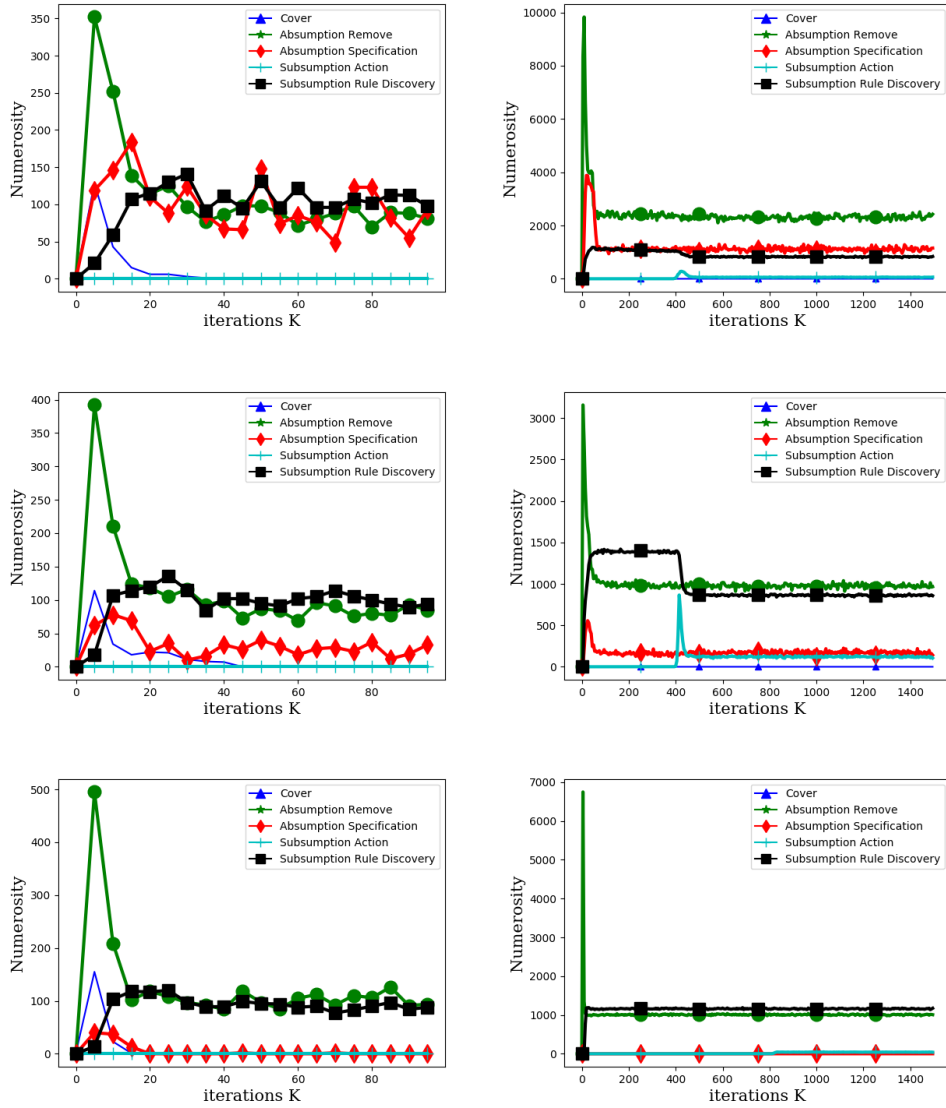 350
300
250
200
150
100
50
0
Numerosity
Cover
Absumption Remove
Absumption Specification
Subsumption Action
Subsumption Rule Discovery
0 20 40 60 80
iterations K
10000
8000
6000
4000
2000
0
Numerosity
Cover
Absumption Remove
Absumption Specification
Subsumption Action
Subsumption Rule Discovery
0 200 400 600 800 1000 1200 1400
iterations K
400
350
300
250
200
150
100
50
0
Numerosity
Cover
Absumption Remove
Absumption Specification
Subsumption Action
Subsumption Rule Discovery
0 20 40 60 80
iterations K
3000
2500
2000
1500
1000
500
0
Numerosity
Cover
Absumption Remove
Absumption Specification
Subsumption Action
Subsumption Rule Discovery
0 200 400 600 800 1000 1200 1400
iterations K
500
400
300
200
100
0
Numerosity
Cover
Absumption Remove
Absumption Specification
Subsumption Action
Subsumption Rule Discovery
0 20 40 60 80
iterations K
7000
6000
5000
4000
3000
2000
1000
0
Numerosity
Cover
Absumption Remove
Absumption Specification
Subsumption Action
Subsumption Rule Discovery
0 200 400 600 800 1000 1200 1400
iterations K